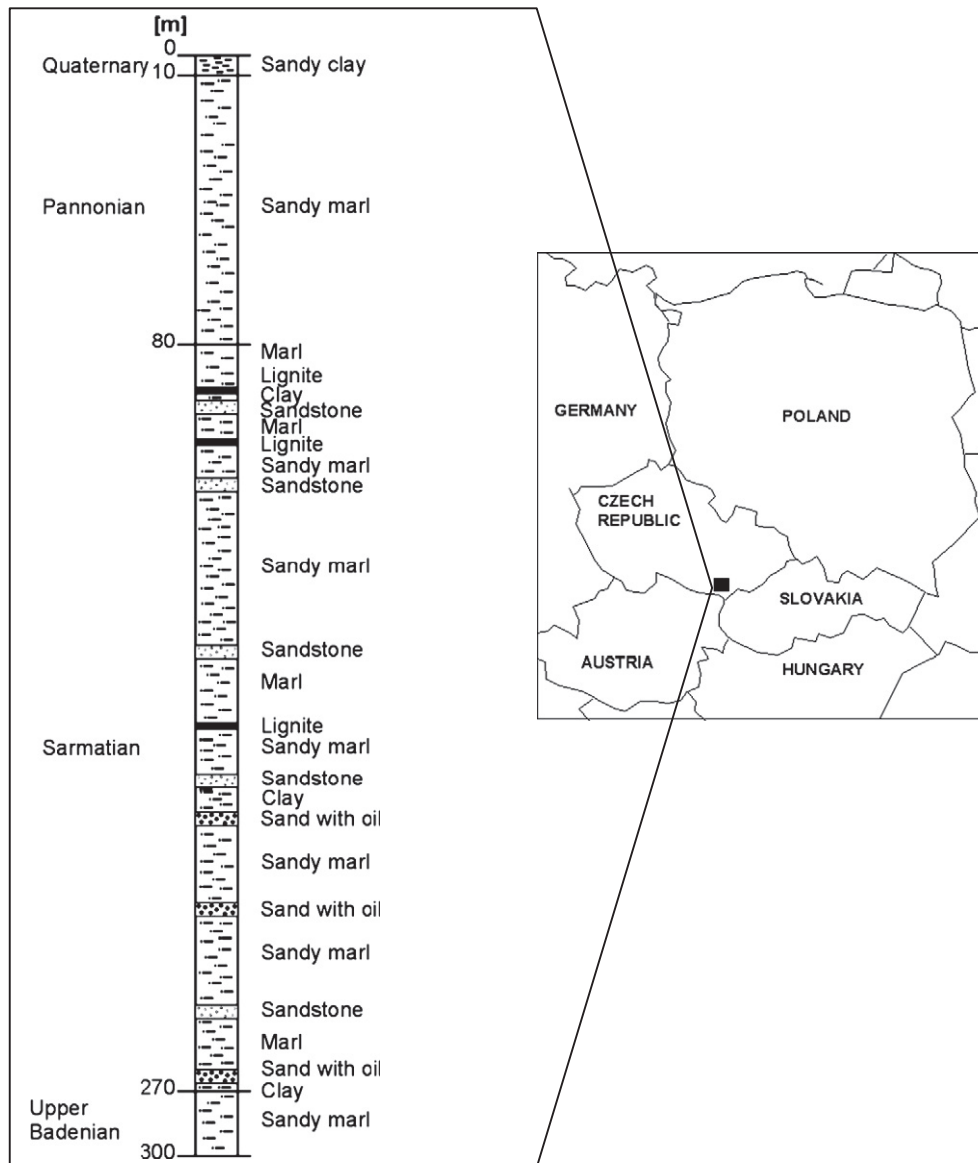 [m]
0
Quaternary
Sandy clay
10
Pannonian
Sandy marl
80
Marl
Lignite
Clay
Sandstone
Marl
Lignite
Sandy marl
Sandstone
Sandy marl
Sandstone
Marl
Lignite
Sarmatian
Sandy marl
Sandstone
Clay
Sand with oil
Sandy marl
Sand with oil
Sandy marl
Sandstone
Marl
Sand with oil
270
Clay
Upper
Badenian
Sandy marl
300
GERMANY
POLAND
CZECH
REPUBLIC
SLOVAKIA
AUSTRIA
HUNGARY